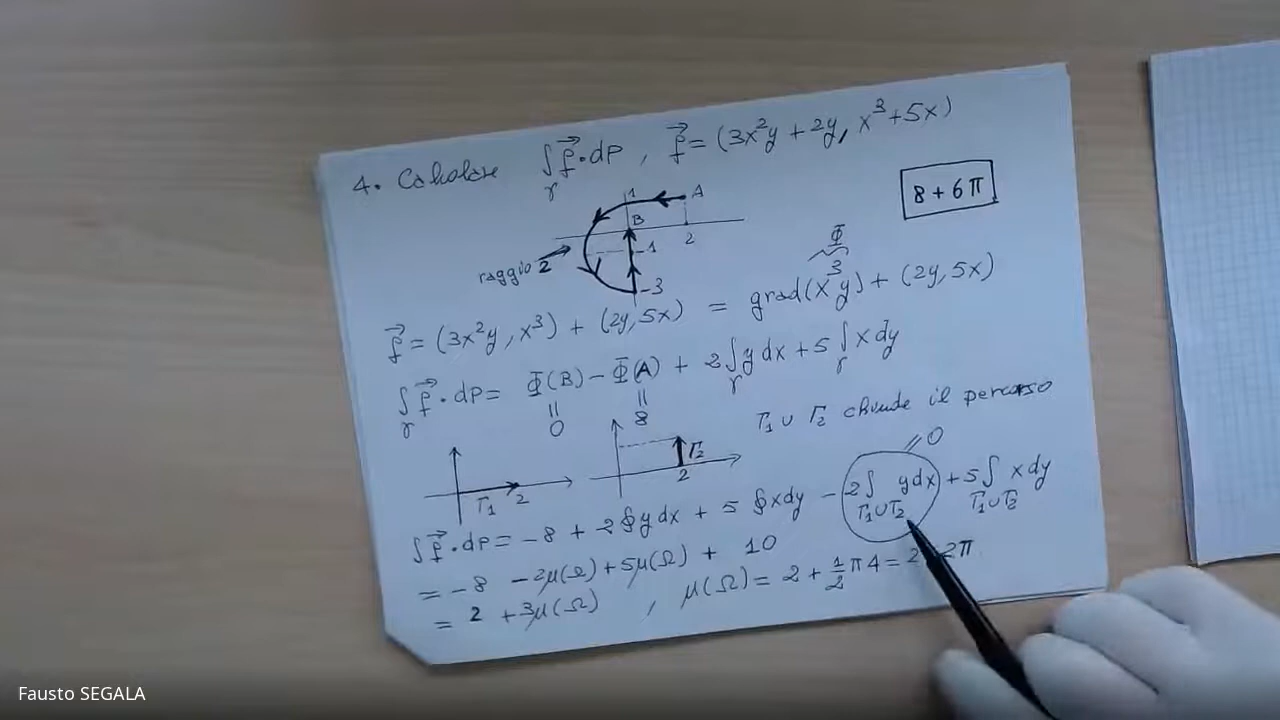 4. Calcolare ∫γ f⃗·dP, f⃗ = (3x²y + 2y, x³+5x)
8 + 6π
1 A
B
-1 2
raggio 2
-3
Φ
f⃗ = (3x²y, x³) + (2y, 5x) = grad(x³y) + (2y, 5x)
∫γ f⃗·dP = Φ(B) - Φ(A) + 2∫γ y dx + 5∫γ x dy
= 0 = 8
Γ1 ∪ Γ2 chiude il percorso
Γ1 2
Γ2
2
= 0
∫γ f⃗·dP = -8 + 2∮y dx + 5∮x dy - 2∫Γ1∪Γ2 y dx + 5∫Γ1∪Γ2 x dy
= -8 -2μ(Ω) + 5μ(Ω) + 10
= 2 + 3μ(Ω) , μ(Ω) = 2 + 1/2 π 4 = 2 2π
Fausto SEGALA